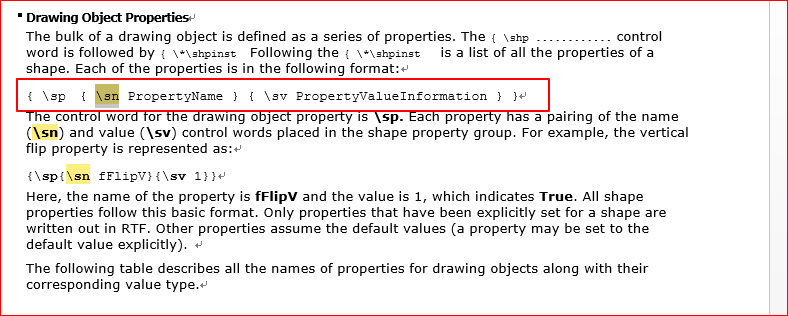 Drawing Object Properties↵
The bulk of a drawing object is defined as a series of properties. The { \shp ............ control
word is followed by { \*\shpinst Following the { \*\shpinst is a list of all the properties of a
shape. Each of the properties is in the following format:↵
{ \sp { \sn PropertyName } { \sv PropertyValueInformation } }↵
The control word for the drawing object property is \sp. Each property has a pairing of the name
(\sn) and value (\sv) control words placed in the shape property group. For example, the vertical
flip property is represented as:↵
{\sp{\sn fFlipV}{\sv 1}}↵
Here, the name of the property is fFlipV and the value is 1, which indicates True. All shape
properties follow this basic format. Only properties that have been explicitly set for a shape are
written out in RTF. Other properties assume the default values (a property may be set to the
default value explicitly). ↵
The following table describes all the names of properties for drawing objects along with their
corresponding value type.↵